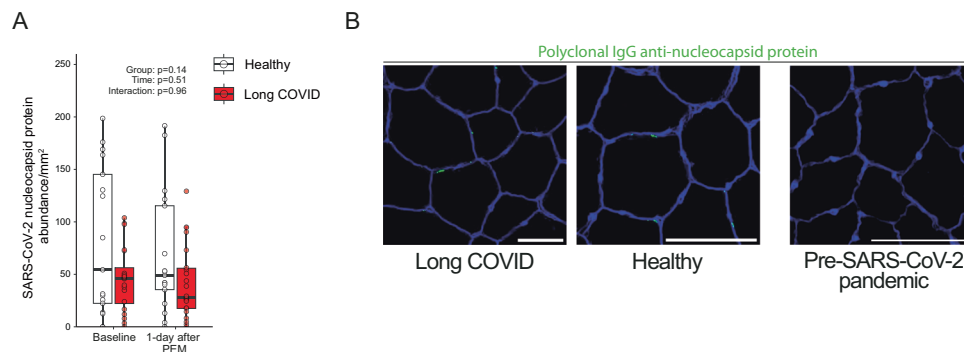 A
SARS-CoV-2 nucleocapsid protein
abundance/mm²
250
200
150
100
50
0
Group: p=0.14
Time: p=0.51
Interaction: p=0.96
Healthy
Long COVID
Baseline
1-day after
PEM
B
Polyclonal IgG anti-nucleocapsid protein
Long COVID
Healthy
Pre-SARS-CoV-2
pandemic